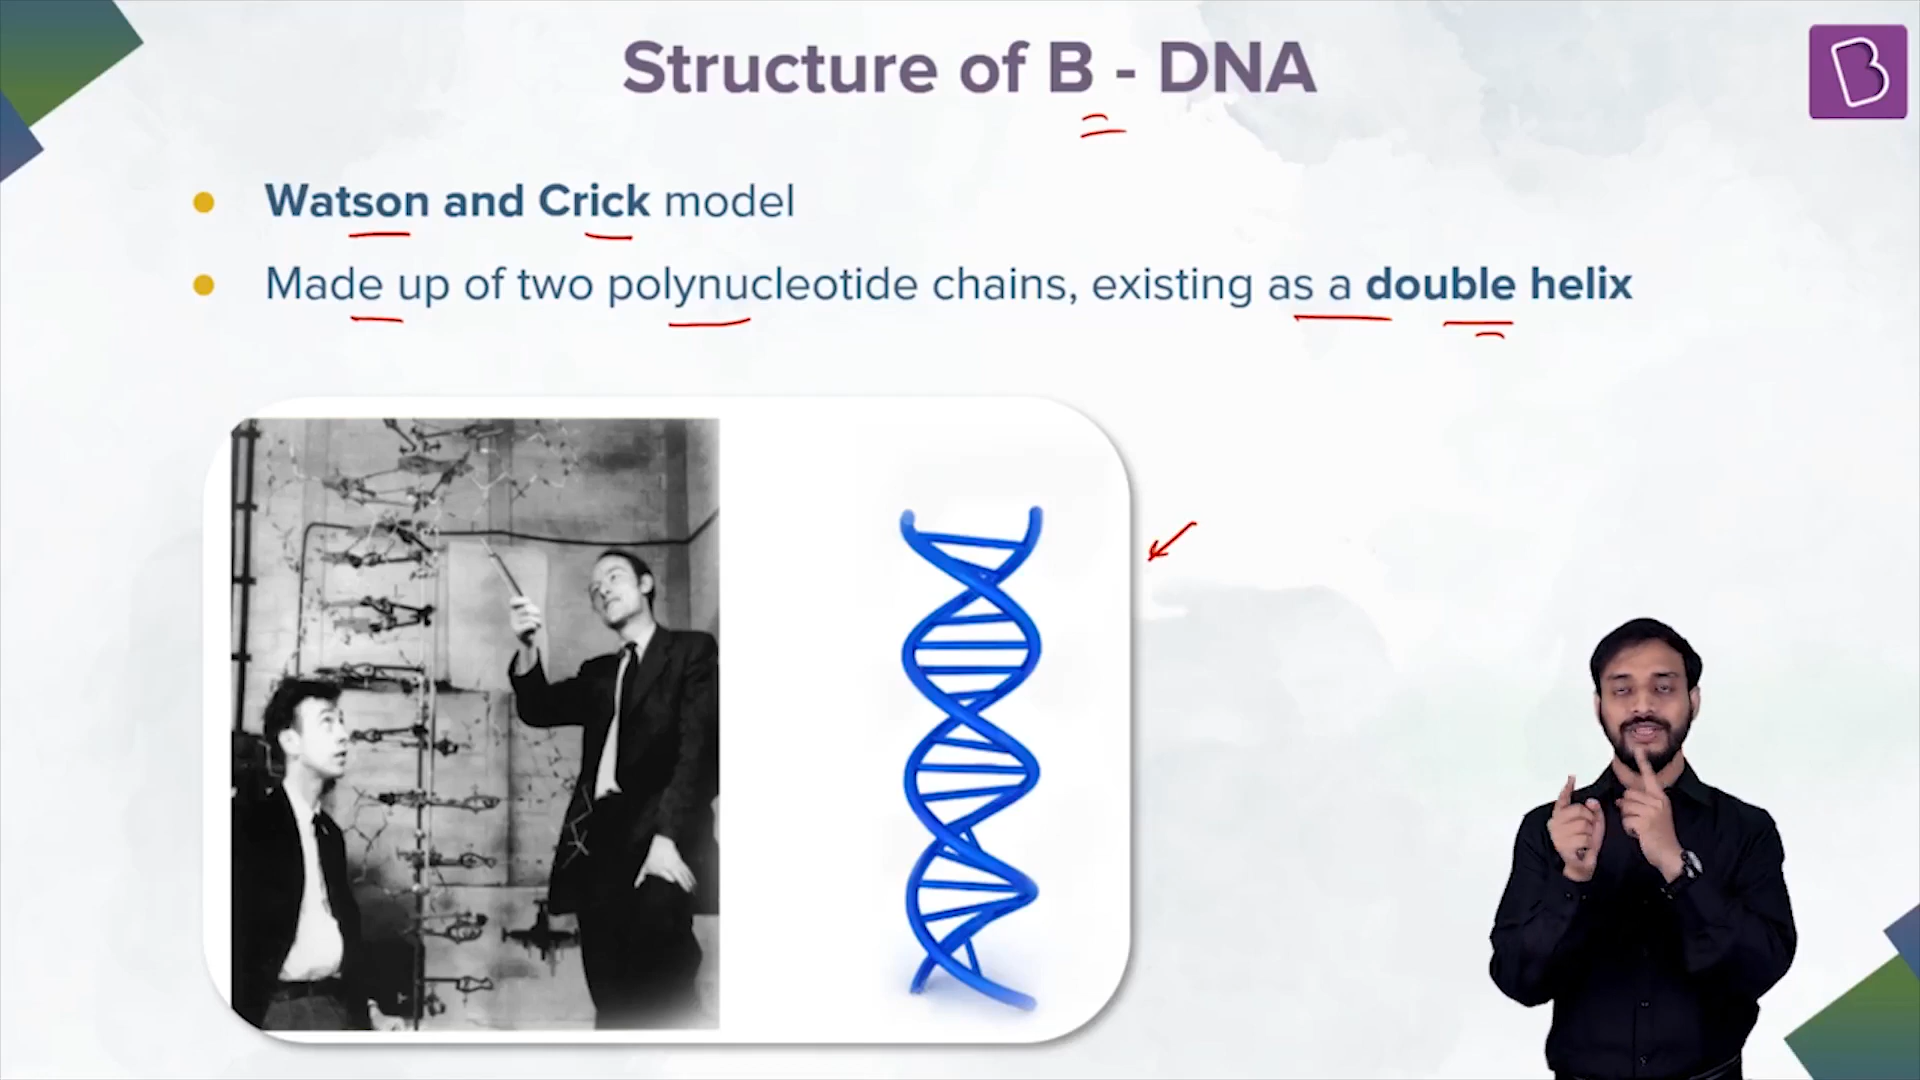 Structure of B - DNA
B
Watson and Crick model
Made up of two polynucleotide chains, existing as a double helix